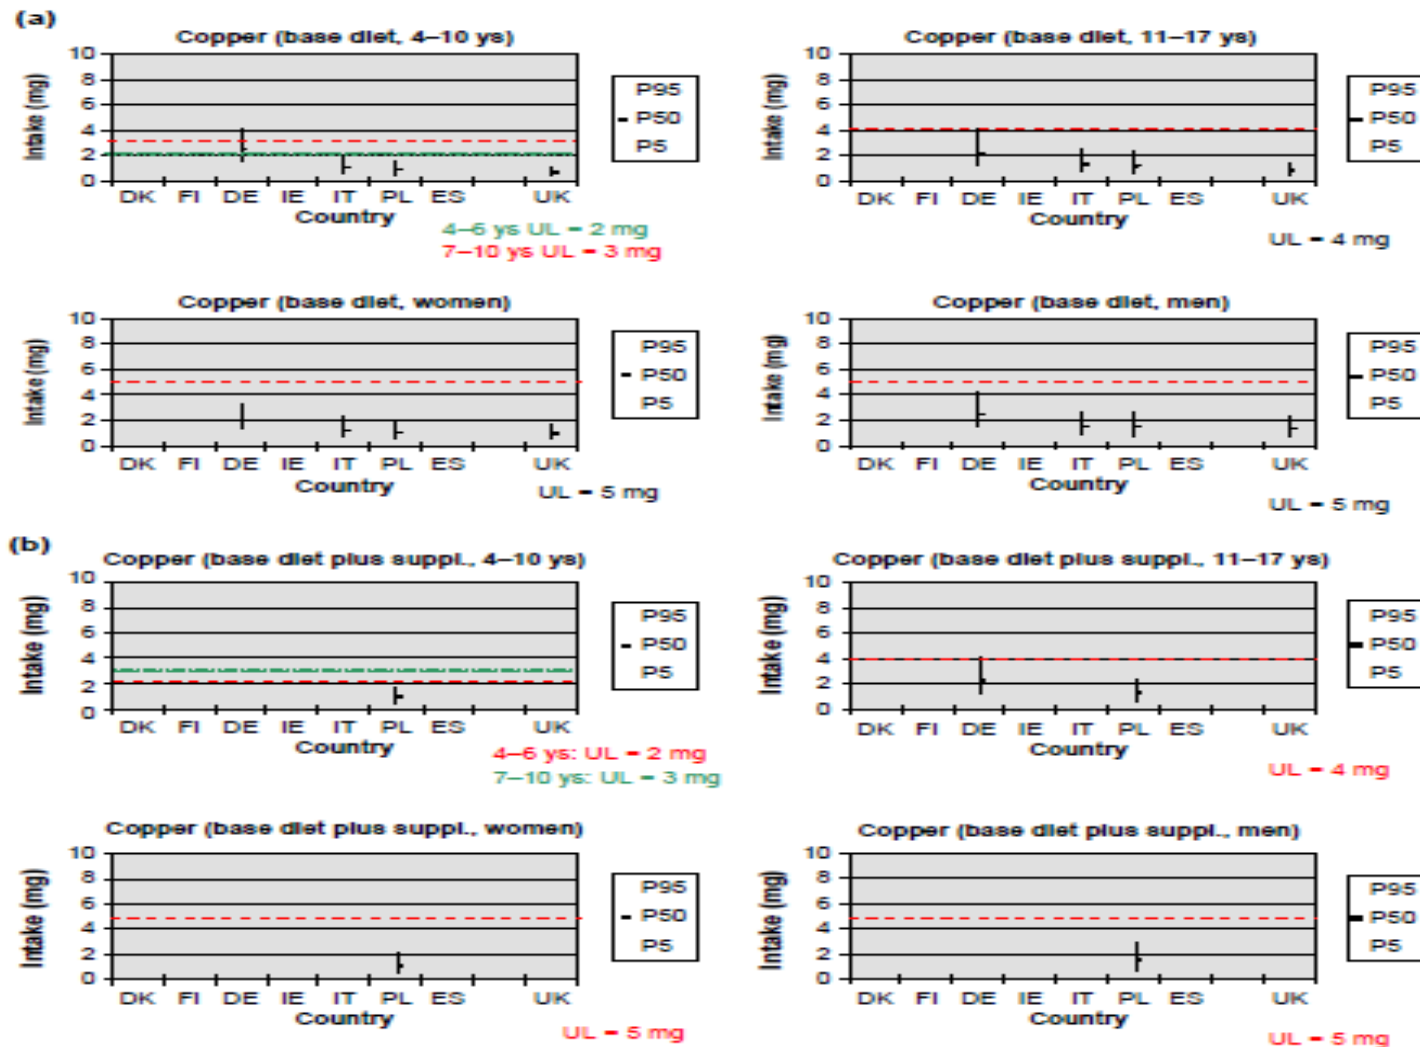 (a)
Copper (base diet, 4–10 ys)
10
8
6
4
2
0
Intake (mg)
DK FI DE IE IT PL ES UK
Country
P95
P50
P5
4–6 ys UL = 2 mg
7–10 ys UL = 3 mg
Copper (base diet, 11–17 ys)
10
8
6
4
2
0
Intake (mg)
DK FI DE IE IT PL ES UK
Country
P95
P50
P5
UL = 4 mg
Copper (base diet, women)
10
8
6
4
2
0
Intake (mg)
DK FI DE IE IT PL ES UK
Country
P95
P50
P5
UL = 5 mg
Copper (base diet, men)
10
8
6
4
2
0
Intake (mg)
DK FI DE IE IT PL ES UK
Country
P95
P50
P5
UL = 5 mg
(b)
Copper (base diet plus suppl., 4–10 ys)
10
8
6
4
2
0
Intake (mg)
DK FI DE IE IT PL ES UK
Country
P95
P50
P5
4–6 ys: UL = 2 mg
7–10 ys: UL = 3 mg
Copper (base diet plus suppl., 11–17 ys)
10
8
6
4
2
0
Intake (mg)
DK FI DE IE IT PL ES UK
Country
P95
P50
P5
UL = 4 mg
Copper (base diet plus suppl., women)
10
8
6
4
2
0
Intake (mg)
DK FI DE IE IT PL ES UK
Country
P95
P50
P5
UL = 5 mg
Copper (base diet plus suppl., men)
10
8
6
4
2
0
Intake (mg)
DK FI DE IE IT PL ES UK
Country
P95
P50
P5
UL = 5 mg